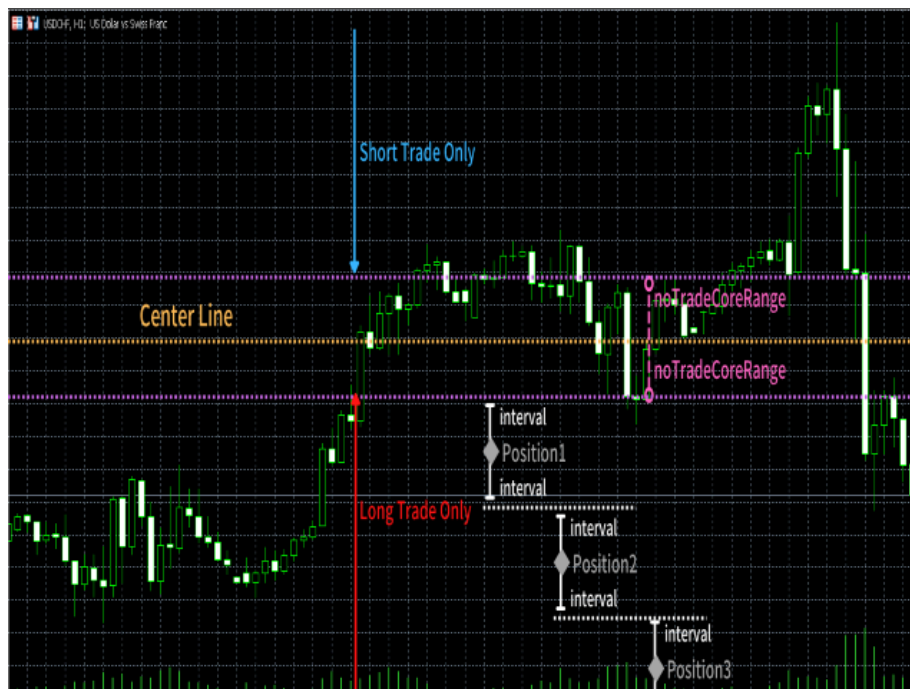 USDCHF, H1: US Dollar vs Swiss Franc
Short Trade Only
noTradeCoreRange
Center Line
noTradeCoreRange
interval
Position1
interval
Long Trade Only
interval
Position2
interval
interval
Position3